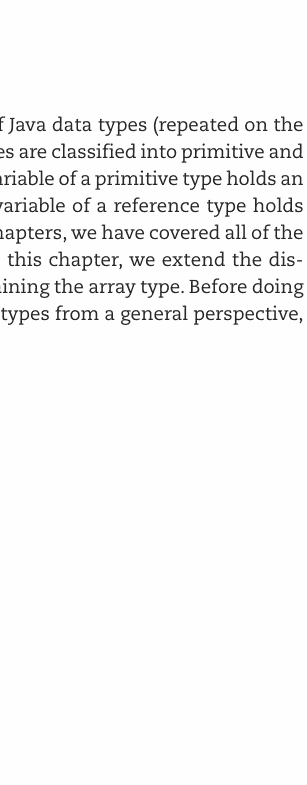 f Java data types (repeated on the
es are classified into primitive and
ariable of a primitive type holds an
variable of a reference type holds
hapters, we have covered all of the
this chapter, we extend the dis-
ining the array type. Before doing
types from a general perspective,